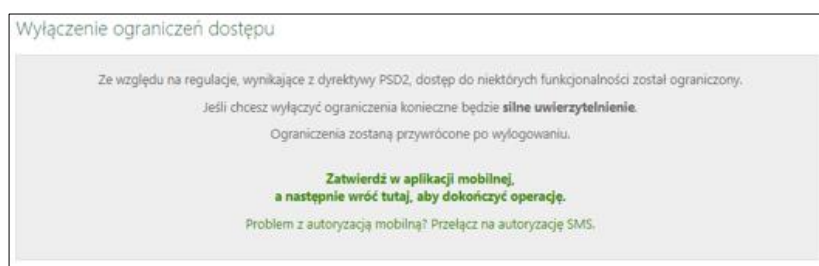 Wyłączenie ograniczeń dostępu
Ze względu na regulacje, wynikające z dyrektywy PSD2, dostęp do niektórych funkcjonalności został ograniczony.
Jeśli chcesz wyłączyć ograniczenia konieczne będzie silne uwierzytelnienie.
Ograniczenia zostaną przywrócone po wylogowaniu.
Zatwierdź w aplikacji mobilnej,
a następnie wróć tutaj, aby dokończyć operację.
Problem z autoryzacją mobilną? Przełącz na autoryzację SMS.